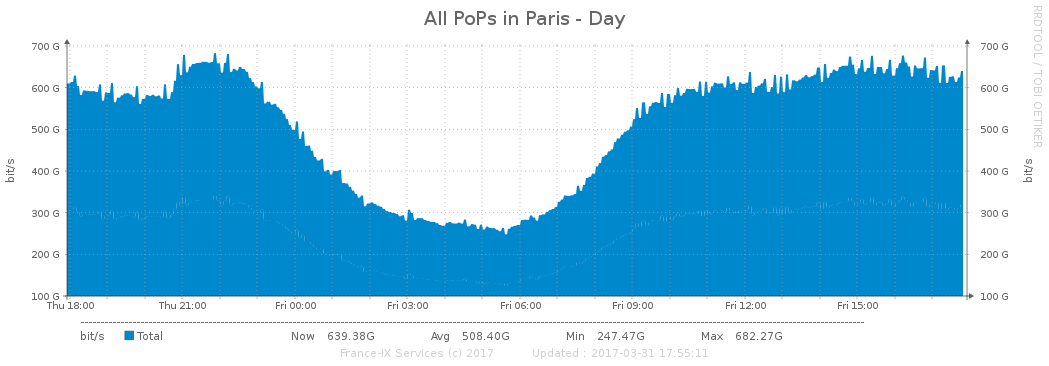 All PoPs in Paris - Day
RRDTOOL / TOBI OETIKER
bit/s
bit/s
700 G 700 G
600 G 600 G
500 G 500 G
400 G 400 G
300 G 300 G
200 G 200 G
100 G 100 G
Thu 18:00 Thu 21:00 Fri 00:00 Fri 03:00 Fri 06:00 Fri 09:00 Fri 12:00 Fri 15:00
bit/s Total Now 639.38G Avg 508.40G Min 247.47G Max 682.27G
France-IX Services (c) 2017 Updated : 2017-03-31 17:55:11